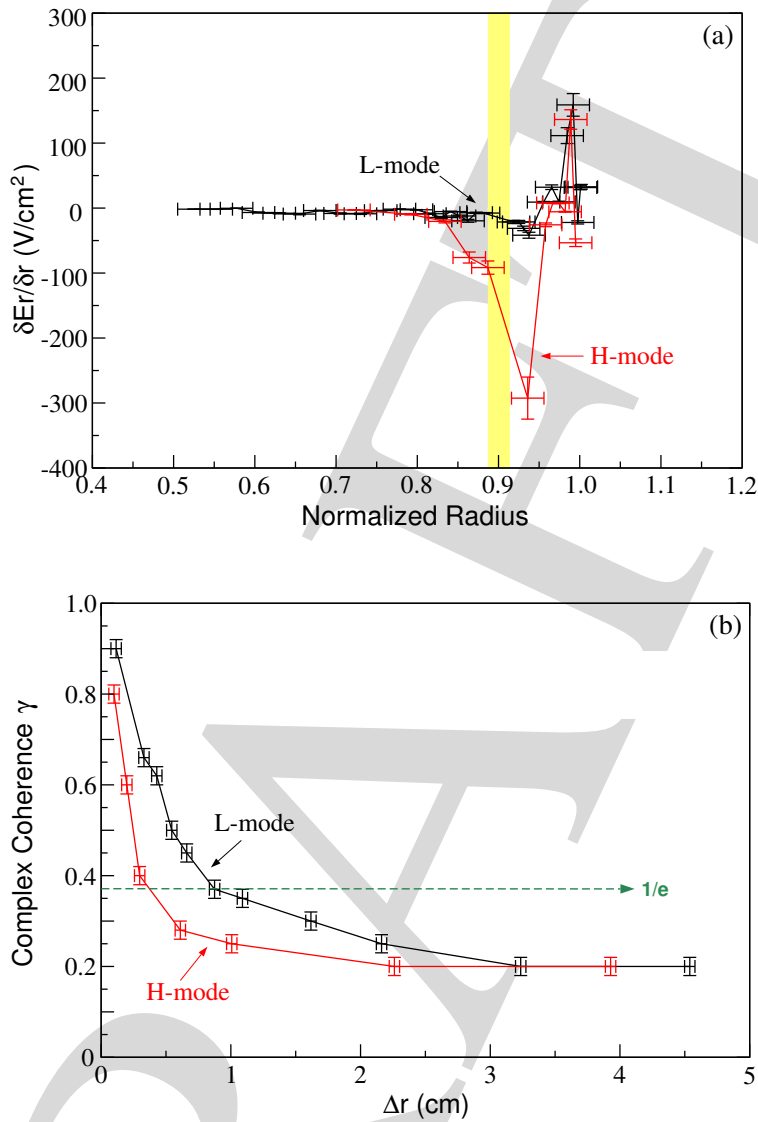 300
(a)
200
100
0
-100
-200
-300
-400
L-mode
H-mode
δEr/δr (V/cm²)
0.4 0.5 0.6 0.7 0.8 0.9 1.0 1.1 1.2
Normalized Radius
1.0
(b)
0.8
0.6
0.4
0.2
0
L-mode
1/e
H-mode
Complex Coherence γ
0 1 2 3 4 5
Δr (cm)